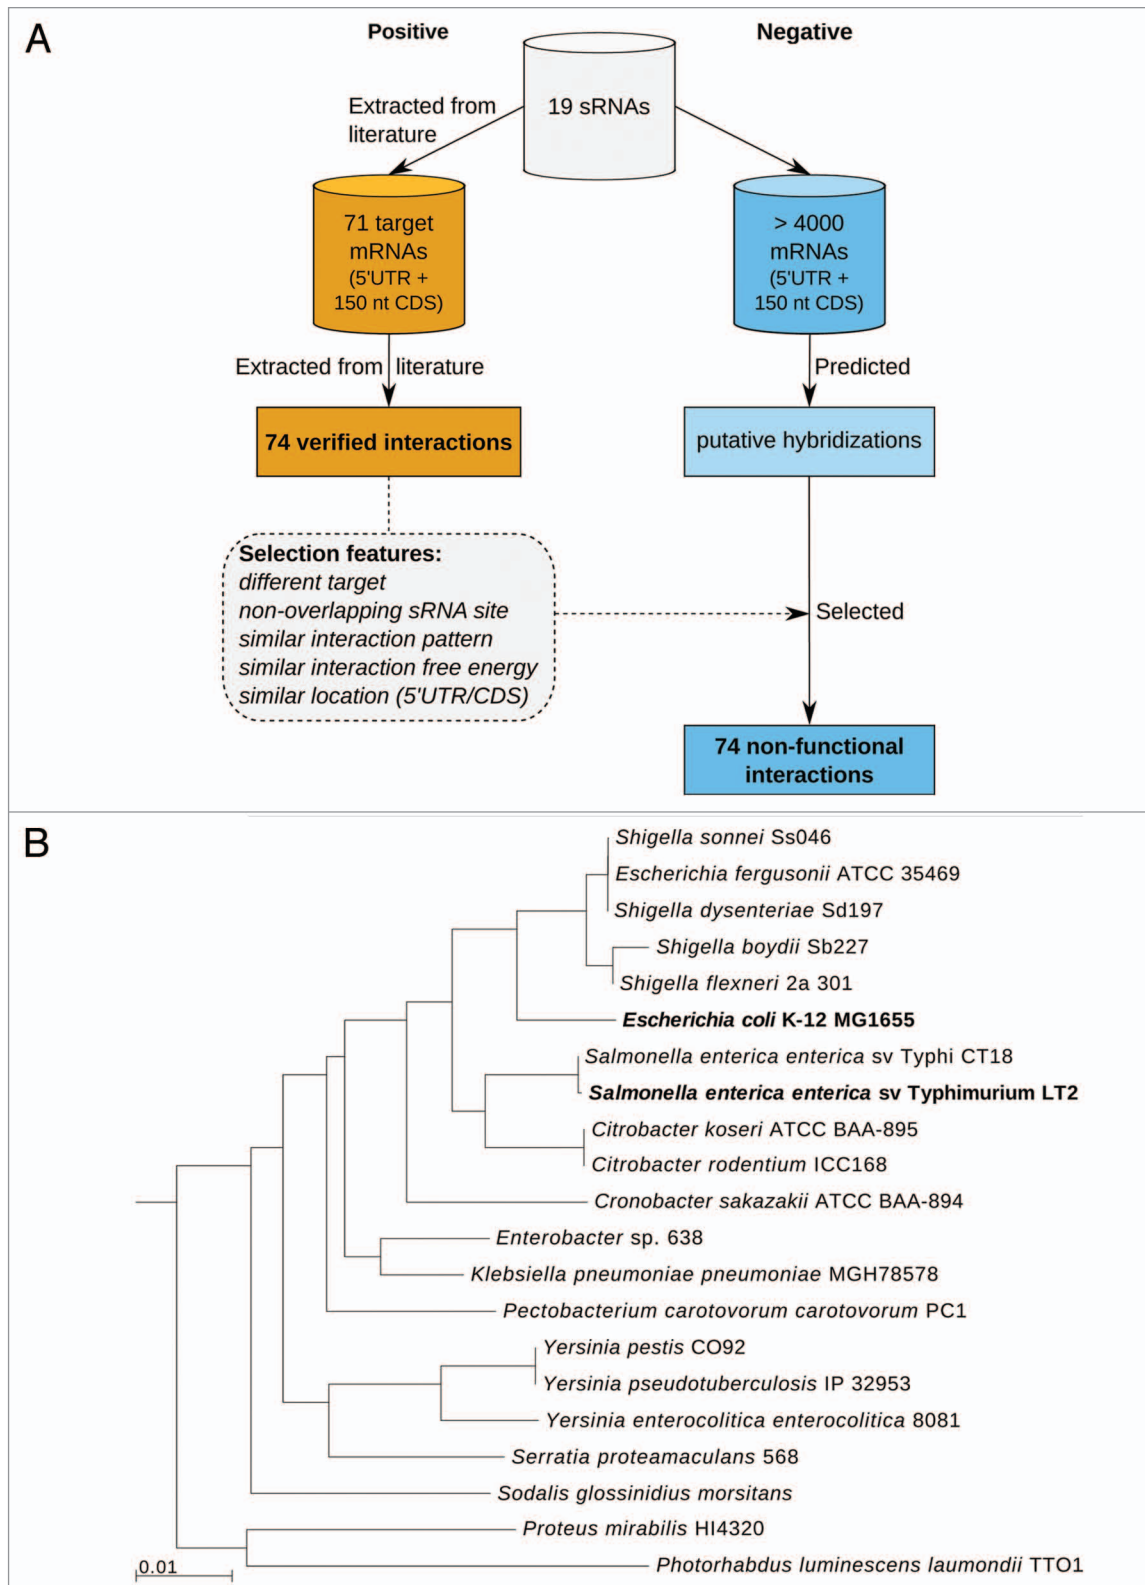 A
Positive
Negative
19 sRNAs
Extracted from
literature
71 target
mRNAs
(5'UTR +
150 nt CDS)
> 4000
mRNAs
(5'UTR +
150 nt CDS)
Extracted from literature
Predicted
74 verified interactions
putative hybridizations
Selection features:
different target
non-overlapping sRNA site
similar interaction pattern
similar interaction free energy
similar location (5'UTR/CDS)
Selected
74 non-functional
interactions
B
Shigella sonnei Ss046
Escherichia fergusonii ATCC 35469
Shigella dysenteriae Sd197
Shigella boydii Sb227
Shigella flexneri 2a 301
Escherichia coli K-12 MG1655
Salmonella enterica enterica sv Typhi CT18
Salmonella enterica enterica sv Typhimurium LT2
Citrobacter koseri ATCC BAA-895
Citrobacter rodentium ICC168
Cronobacter sakazakii ATCC BAA-894
Enterobacter sp. 638
Klebsiella pneumoniae pneumoniae MGH78578
Pectobacterium carotovorum carotovorum PC1
Yersinia pestis CO92
Yersinia pseudotuberculosis IP 32953
Yersinia enterocolitica enterocolitica 8081
Serratia proteamaculans 568
Sodalis glossinidius morsitans
Proteus mirabilis HI4320
Photorhabdus luminescens laumondii TTO1
0.01